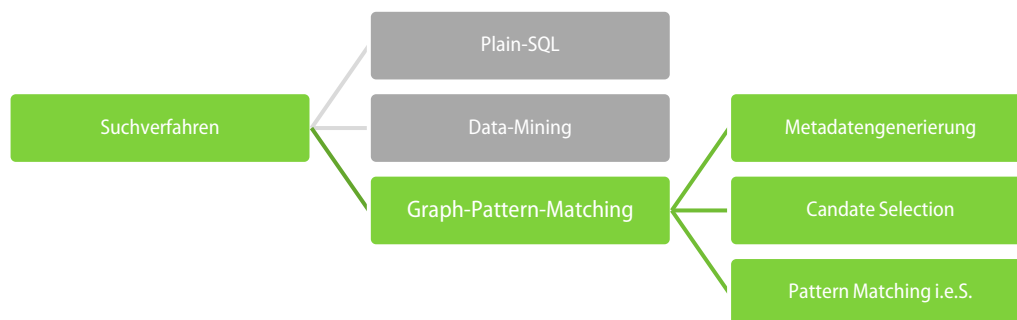 Plain-SQL
Suchverfahren
Data-Mining
Metadatengenerierung
Graph-Pattern-Matching
Candate Selection
Pattern Matching i.e.S.